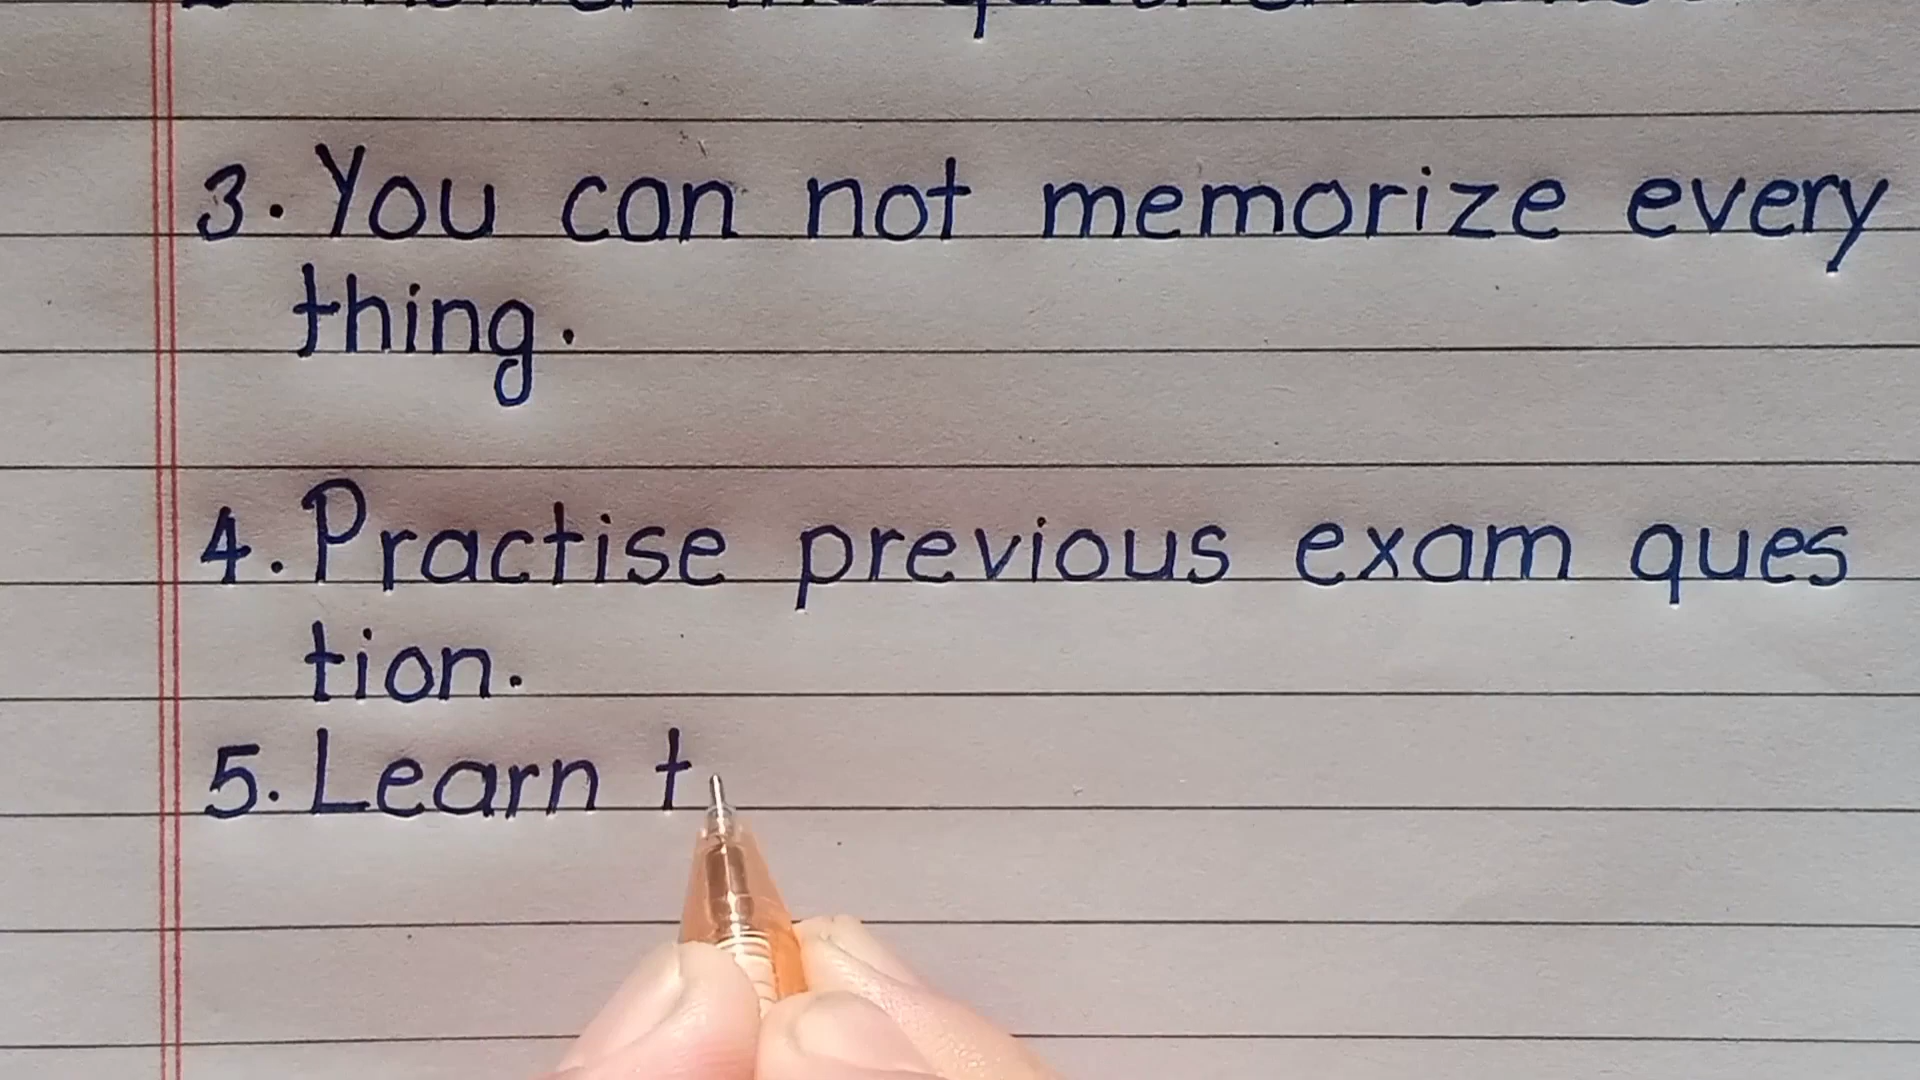 3. You can not memorize every
thing.
4. Practise previous exam ques
tion.
5. Learn t